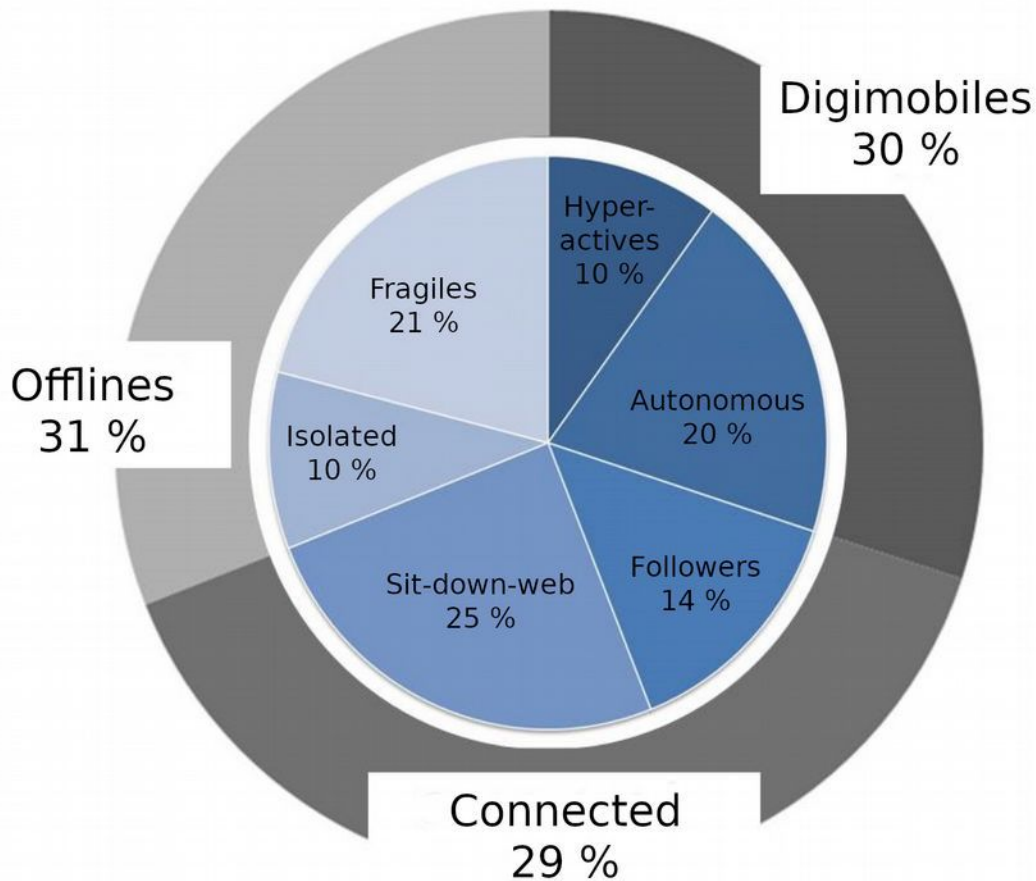 Digimobiles
30 %
Hyper-
actives
10 %
Fragiles
21 %
Offlines
31 %
Autonomous
20 %
Isolated
10 %
Followers
14 %
Sit-down-web
25 %
Connected
29 %